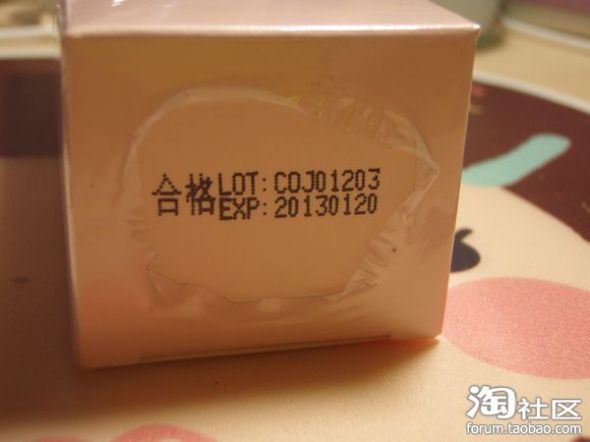 合格 LOT: COJ01203
EXP: 20130120
淘社区
forum.taobao.com